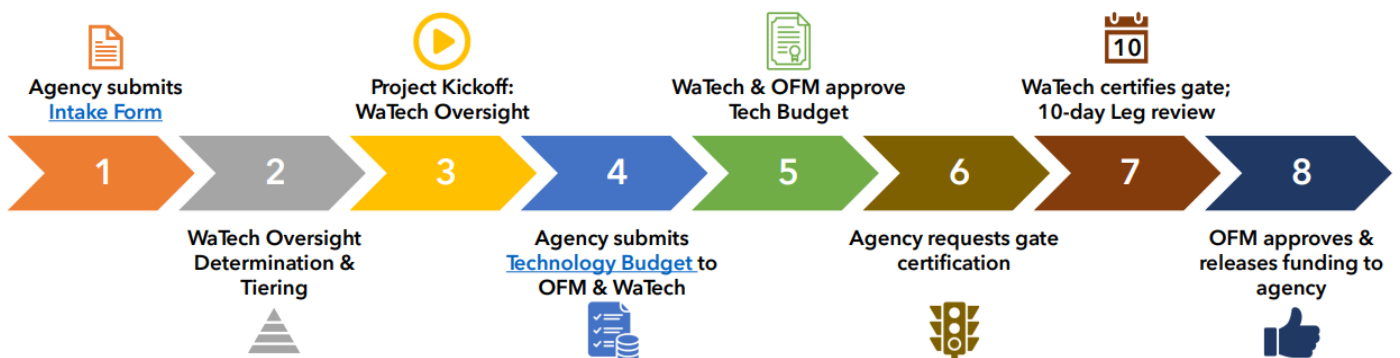 Agency submits
Intake Form
1
WaTech Oversight
Determination &
Tiering
2
Project Kickoff:
WaTech Oversight
3
Agency submits
Technology Budget to
OFM & WaTech
4
WaTech & OFM approve
Tech Budget
5
Agency requests gate
certification
6
10
WaTech certifies gate;
10-day Leg review
7
OFM approves &
releases funding to
agency
8